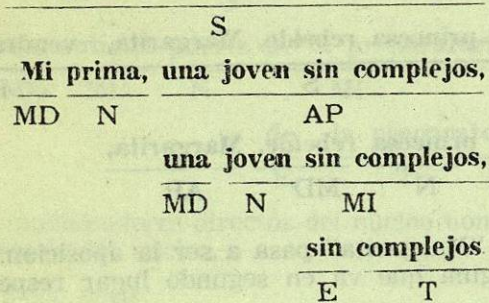 S
Mi prima, una joven sin complejos,
MD N AP
una joven sin complejos,
MD N MI
sin complejos
E T